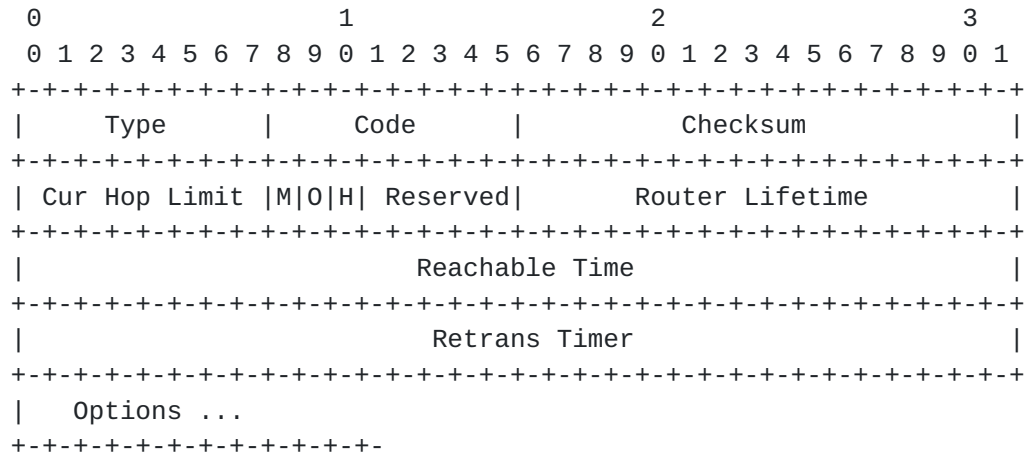 0                   1                   2                   3
 0 1 2 3 4 5 6 7 8 9 0 1 2 3 4 5 6 7 8 9 0 1 2 3 4 5 6 7 8 9 0 1
+-+-+-+-+-+-+-+-+-+-+-+-+-+-+-+-+-+-+-+-+-+-+-+-+-+-+-+-+-+-+-+-+
|     Type      |     Code      |          Checksum             |
+-+-+-+-+-+-+-+-+-+-+-+-+-+-+-+-+-+-+-+-+-+-+-+-+-+-+-+-+-+-+-+-+
| Cur Hop Limit |M|O|H| Reserved|       Router Lifetime         |
+-+-+-+-+-+-+-+-+-+-+-+-+-+-+-+-+-+-+-+-+-+-+-+-+-+-+-+-+-+-+-+-+
|                         Reachable Time                        |
+-+-+-+-+-+-+-+-+-+-+-+-+-+-+-+-+-+-+-+-+-+-+-+-+-+-+-+-+-+-+-+-+
|                          Retrans Timer                        |
+-+-+-+-+-+-+-+-+-+-+-+-+-+-+-+-+-+-+-+-+-+-+-+-+-+-+-+-+-+-+-+-+
|   Options ...
+-+-+-+-+-+-+-+-+-+-+-+-